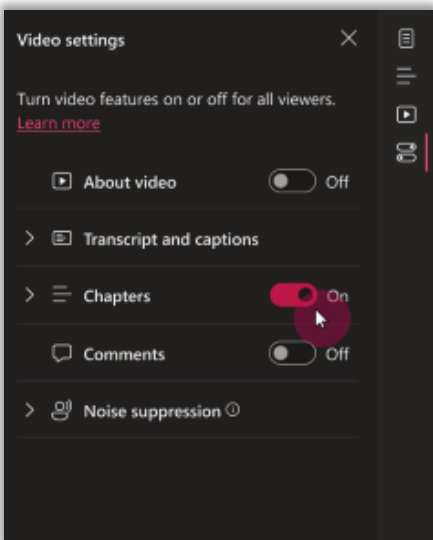 Video settings
Turn video features on or off for all viewers.
Learn more
About video Off
Transcript and captions
Chapters On
Comments Off
Noise suppression